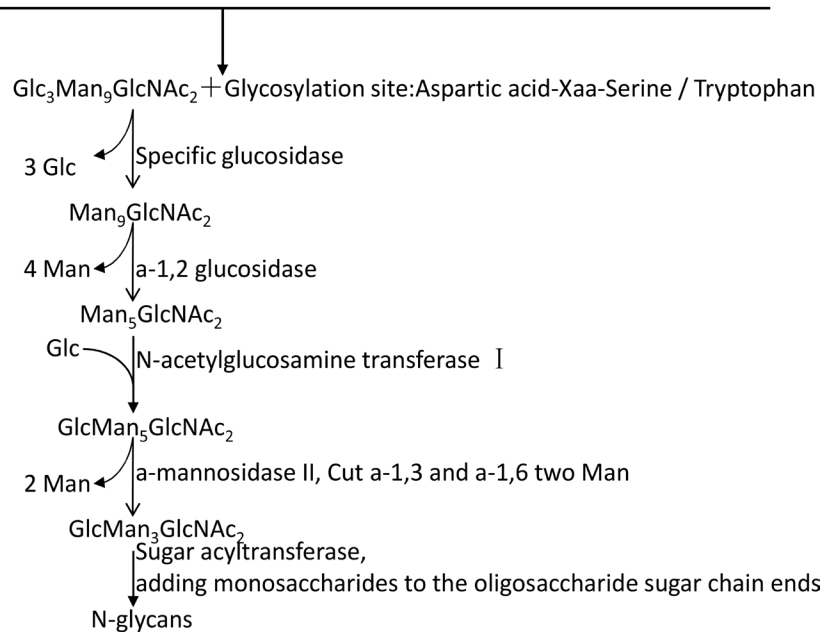 Glc₃Man₉GlcNAc₂+Glycosylation site:Aspartic acid-Xaa-Serine / Tryptophan
3 Glc
Specific glucosidase
Man₉GlcNAc₂
4 Man
a-1,2 glucosidase
Man₅GlcNAc₂
Glc
N-acetylglucosamine transferase Ⅰ
GlcMan₅GlcNAc₂
2 Man
a-mannosidase II, Cut a-1,3 and a-1,6 two Man
GlcMan₃GlcNAc₂
Sugar acyltransferase,
adding monosaccharides to the oligosaccharide sugar chain ends
N-glycans